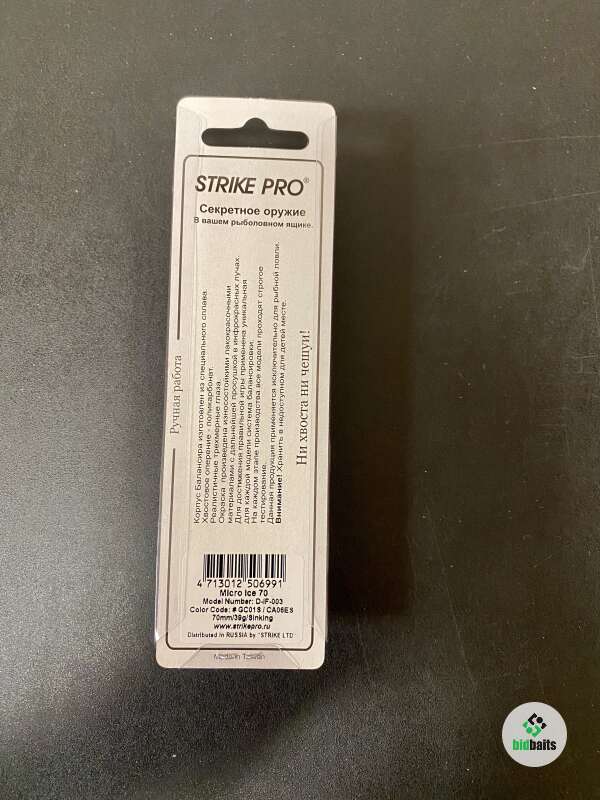 STRIKE PRO®
Секретное оружие
В вашем рыболовном ящике.
Ручная работа
Корпус Балансира изготовлен из специального сплава.
Хвостовое оперение - поликарбонат.
Реалистичные трехмерные глаза.
Окраска произведена износостойкими лакокрасочными
материалами с дальнейшей просушкой в инфрокрасных лучах.
Для достижения правильной игры применена уникальная
для каждой модели система балансировки.
На каждом этапе производства все модели проходят строгое
тестирование.
Данная продукция применяется исключительно для рыбной ловли.
Внимание! Хранить в недоступном для детей месте.
Ни хвоста ни чешуи!
4 713012 506991
Micro Ice 70
Model Number: D-IF-003
Color Code: # GC01S / CA06ES
70mm/39g/Sinking
www.strikepro.ru
Distributed in RUSSIA by "STRIKE LTD"
Made in Taiwan
bidbaits